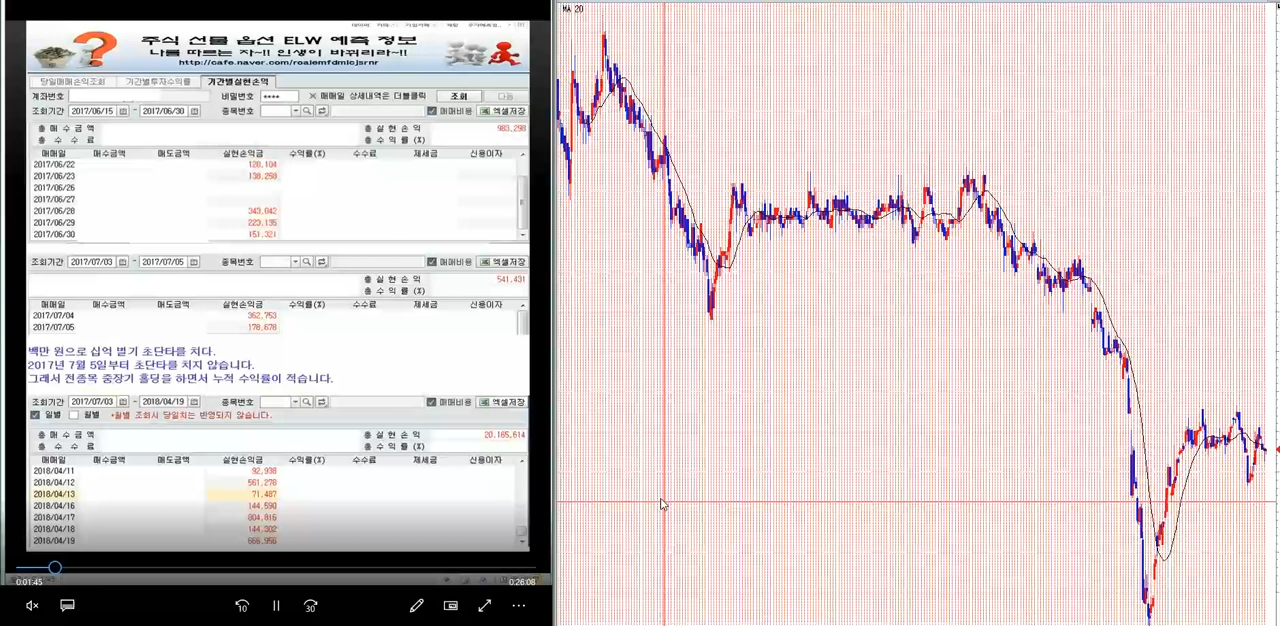 주식 선물 옵션 ELW 예측 정보
나를 따르는 자~!! 인생이 바뀌리라~!!
당일매매손익조회 기간별투자수익률 기간별실현손익
계좌번호 비밀번호 **** ×매매일 상세내역은 더블클릭 조회 다음
조회기간 2017/06/15 ~ 2017/06/30 종목번호 매매비용 엑셀저장
총매수금액 총실현손익 983,298
총수수료 총수익률(%)
매매일 매수금액 매도금액 실현손익금 수익률(%) 수수료 제세금 신용이자
2017/06/22 120,104
2017/06/23 138,250
2017/06/26
2017/06/27
2017/06/28 343,042
2017/06/29 223,135
2017/06/30 151,321
조회기간 2017/07/03 ~ 2017/07/05 종목번호 매매비용 엑셀저장
총실현손익 541,431
총수익률(%)
매매일 매수금액 매도금액 실현손익금 수익률(%) 수수료 제세금 신용이자
2017/07/04 362,753
2017/07/05 178,678
백만 원으로 십억 벌기 초단타를 치다.
2017년 7월 5일부터 초단타를 치지 않습니다.
그래서 전종목 중장기 홀딩을 하면서 누적 수익률이 적습니다.
조회기간 2017/07/03 ~ 2018/04/19 종목번호 매매비용 엑셀저장
일별 월별 *월별 조회시 당일치는 반영되지 않습니다.
총매수금액 총실현손익 20,165,614
총수수료 총수익률(%)
매매일 매수금액 매도금액 실현손익금 수익률(%) 수수료 제세금 신용이자
2018/04/11 92,938
2018/04/12 561,278
2018/04/13 71,487
2018/04/16 144,590
2018/04/17 804,816
2018/04/18 144,302
2018/04/19 666,956
0:01:45 0:26:08
10 30
MA 20